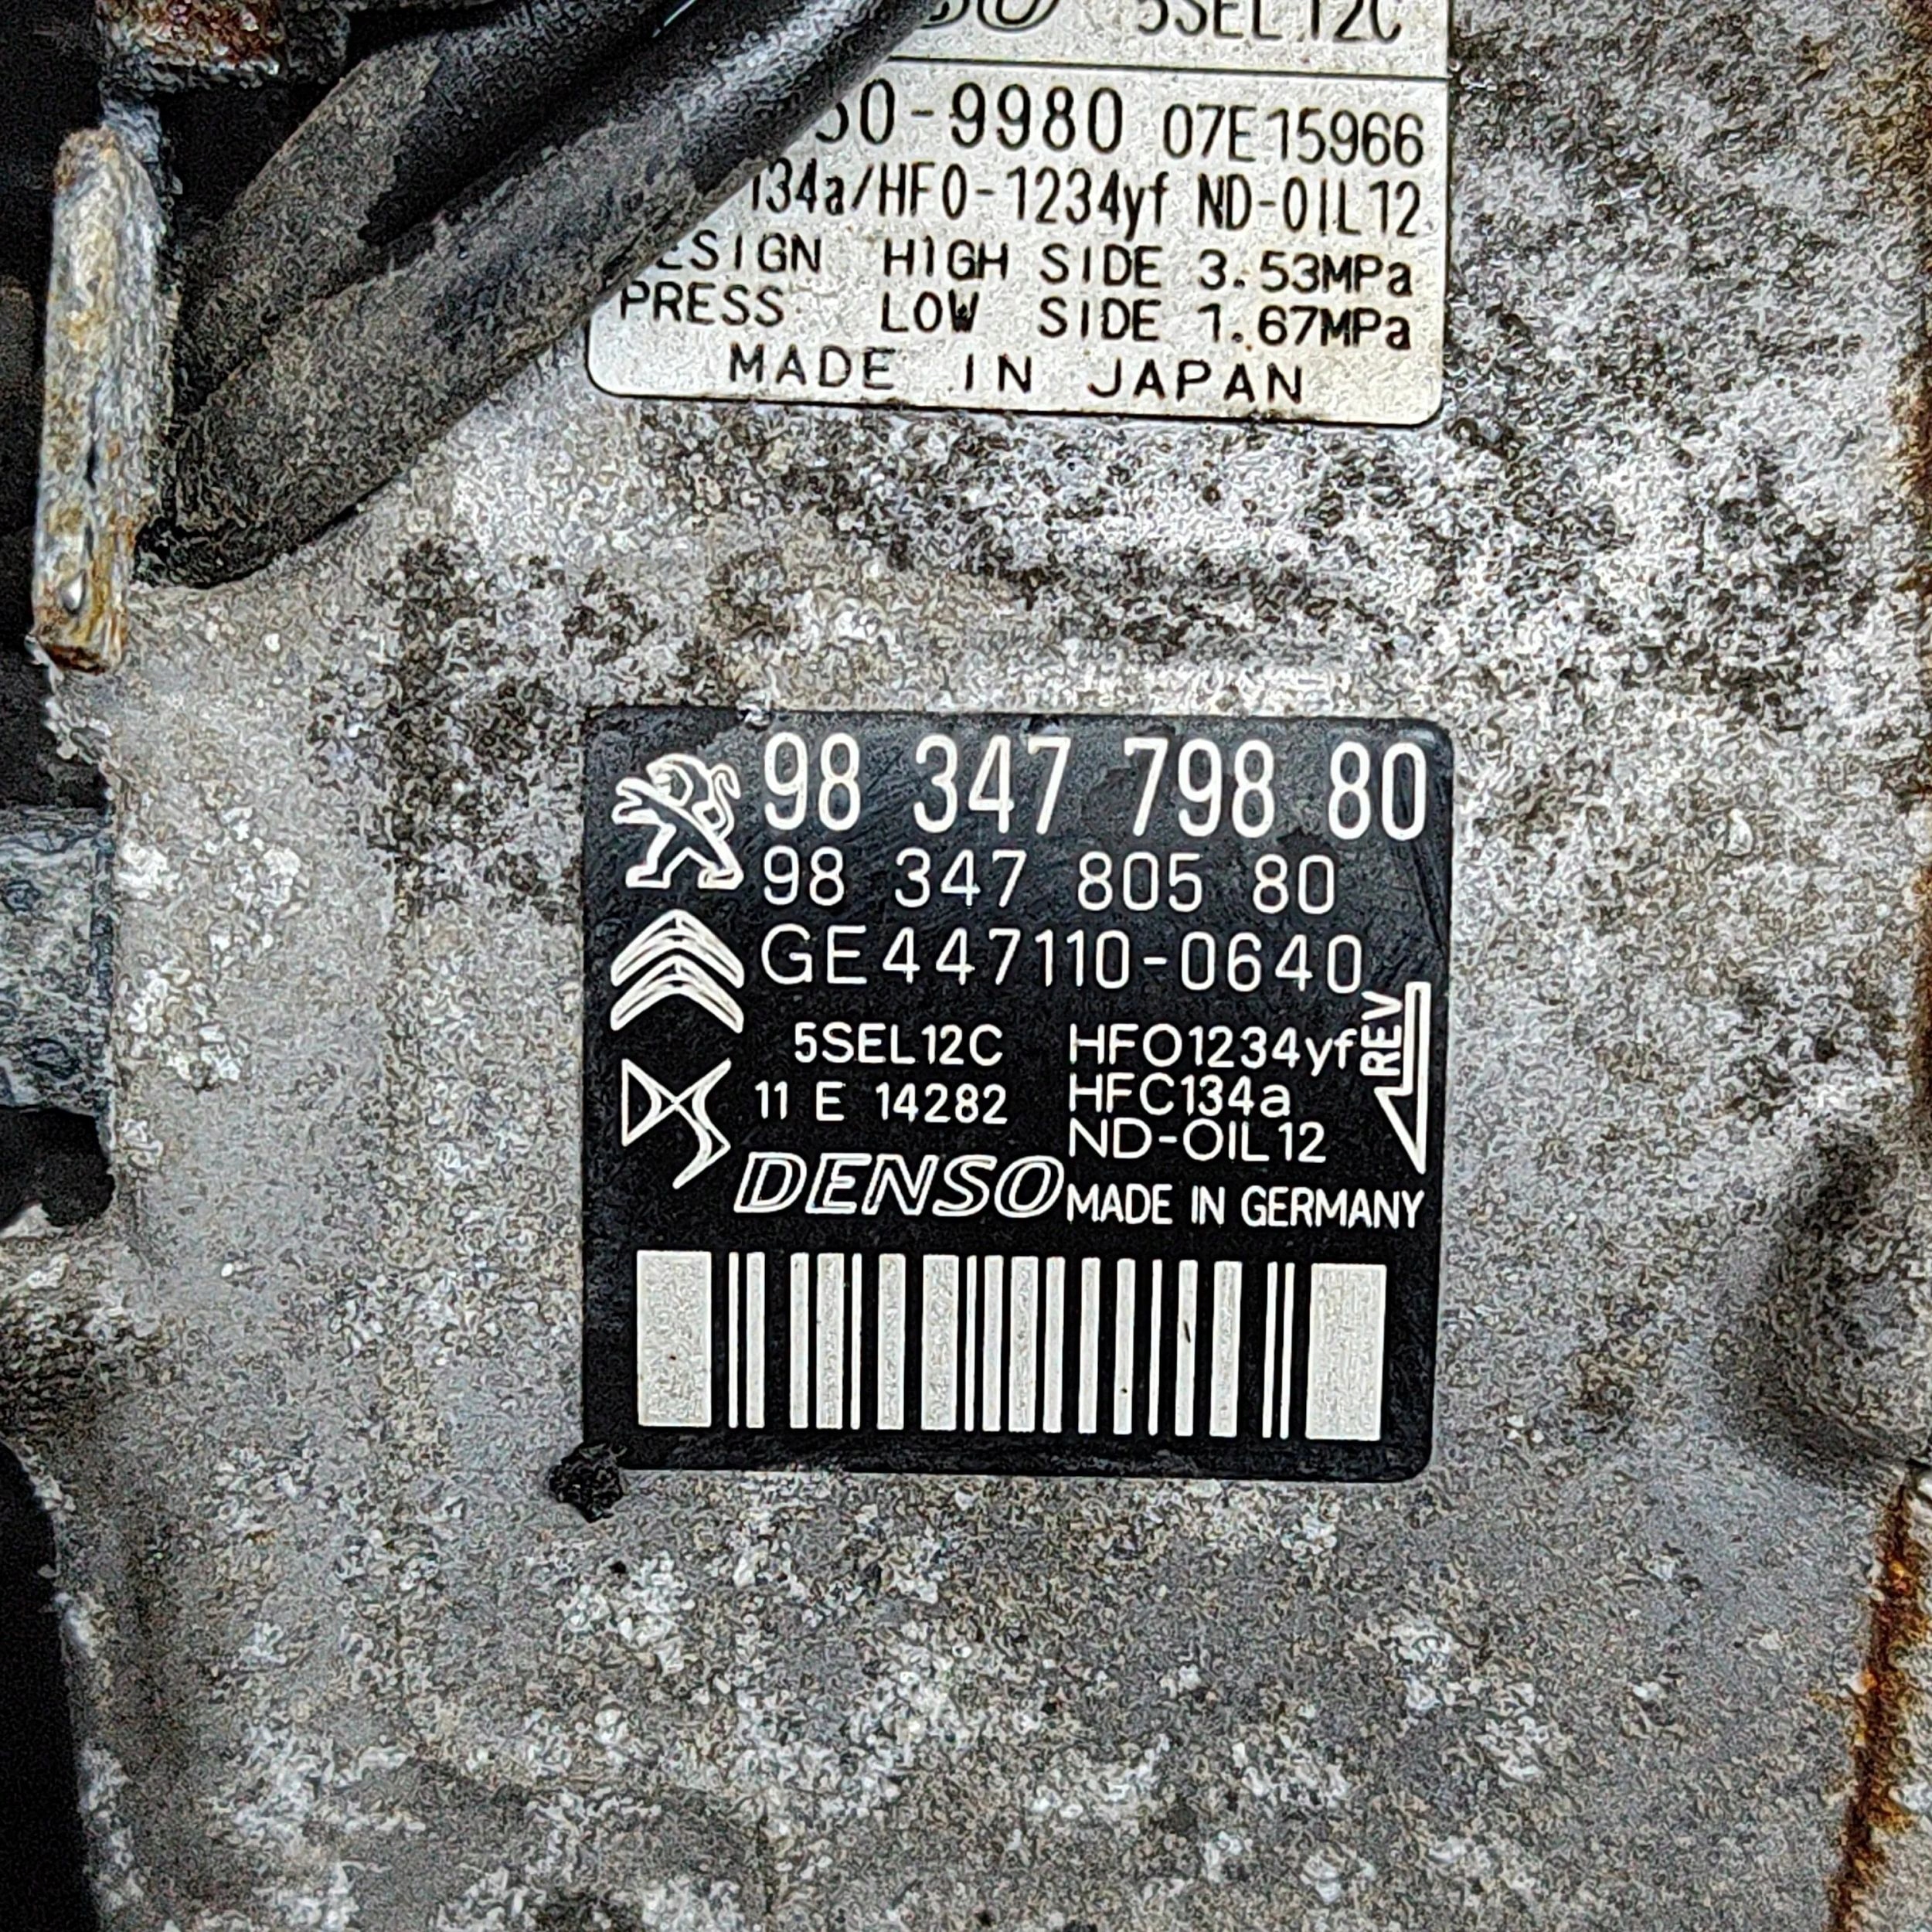 5SEL12C
50-9980 07E15966
134a/HFO-1234yf ND-OIL12
ESIGN HIGH SIDE 3.53MPa
PRESS LOW SIDE 1.67MPa
MADE IN JAPAN
98 347 798 80
98 347 805 80
GE447110-0640
5SEL12C HFO1234yf
11 E 14282 HFC134a
ND-OIL12
REV
DENSO MADE IN GERMANY